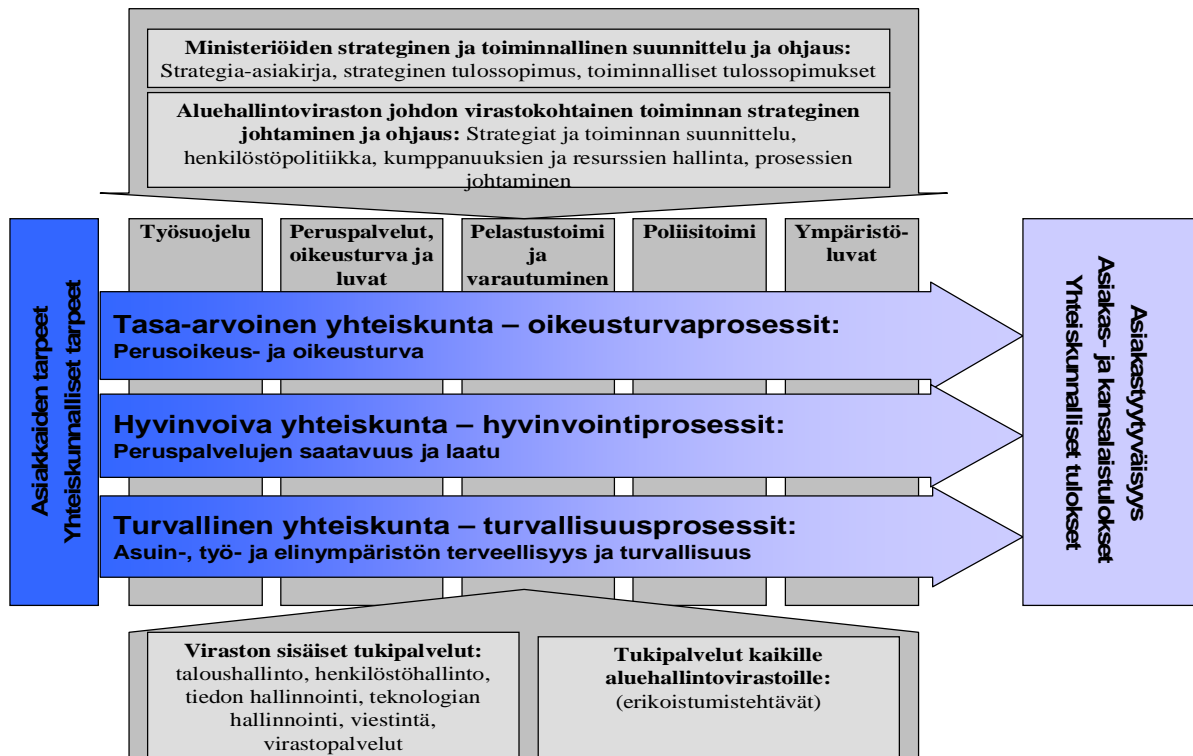 Ministeriöiden strateginen ja toiminnallinen suunnittelu ja ohjaus:
Strategia-asiakirja, strateginen tulossopimus, toiminnalliset tulossopimukset
Aluehallintoviraston johdon virastokohtainen toiminnan strateginen
johtaminen ja ohjaus: Strategiat ja toiminnan suunnittelu,
henkilöstöpolitiikka, kumppanuuksien ja resurssien hallinta, prosessien
johtaminen
Asiakkaiden tarpeet
Yhteiskunnalliset tarpeet
Työsuojelu
Peruspalvelut,
oikeusturva ja
luvat
Pelastustoimi
ja
varautuminen
Poliisitoimi
Ympäristö-
luvat
Tasa-arvoinen yhteiskunta – oikeusturvaprosessit:
Perusoikeus- ja oikeusturva
Hyvinvoiva yhteiskunta – hyvinvointiprosessit:
Peruspalvelujen saatavuus ja laatu
Turvallinen yhteiskunta – turvallisuusprosessit:
Asuin-, työ- ja elinympäristön terveellisyys ja turvallisuus
Asiakastyytyväisyys
Asiakas- ja kansalaistulokset
Yhteiskunnalliset tulokset
Viraston sisäiset tukipalvelut:
taloushallinto, henkilöstöhallinto,
tiedon hallinnointi, teknologian
hallinnointi, viestintä,
virastopalvelut
Tukipalvelut kaikille
aluehallintovirastoille:
(erikoistumistehtävät)